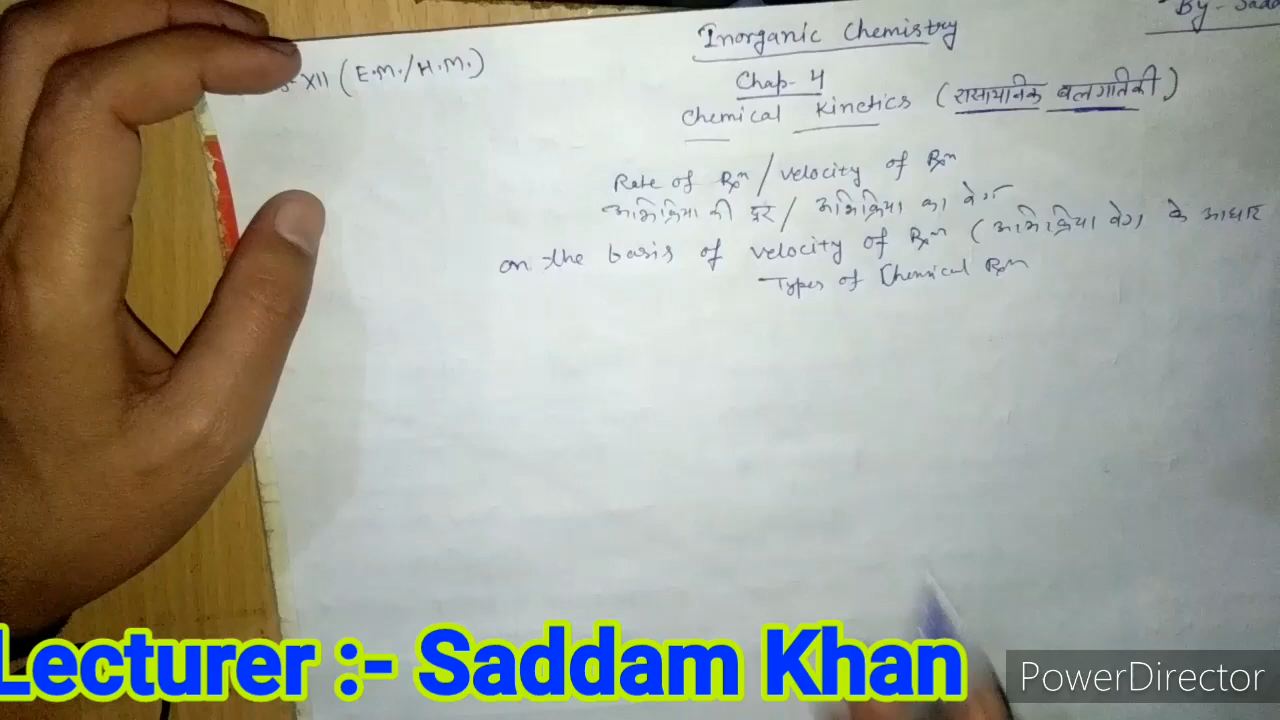 By- Sadd
Inorganic Chemistry
XII (E.M./H.M.)
Chap- 4
Chemical Kinetics (रासायनिक बलगतिकी)
Rate of Rxn / velocity of Rxn
अभिक्रिया की दर / अभिक्रिया का वेग
on the basis of velocity of Rxn (अभिक्रिया वेग) के आधार
Types of Chemical Rxn
Lecturer :- Saddam Khan
PowerDirector